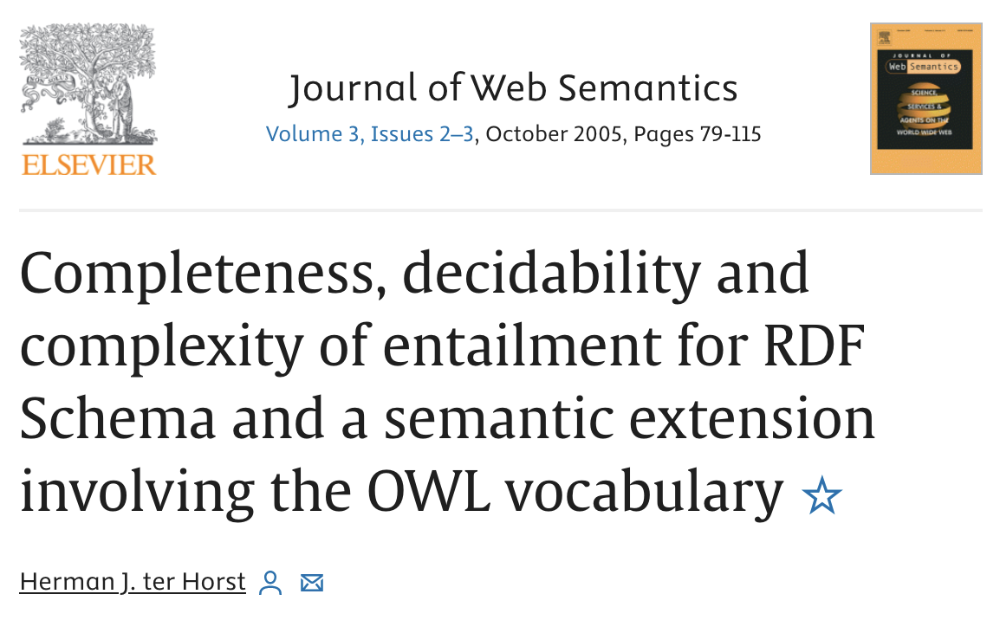 ELSEVIER
Journal of Web Semantics
Volume 3, Issues 2–3, October 2005, Pages 79-115
JOURNAL OF
Web Semantics
SCIENCE,
SERVICES &
AGENTS ON THE
WORLD WIDE WEB
Completeness, decidability and
complexity of entailment for RDF
Schema and a semantic extension
involving the OWL vocabulary ☆
Herman J. ter Horst